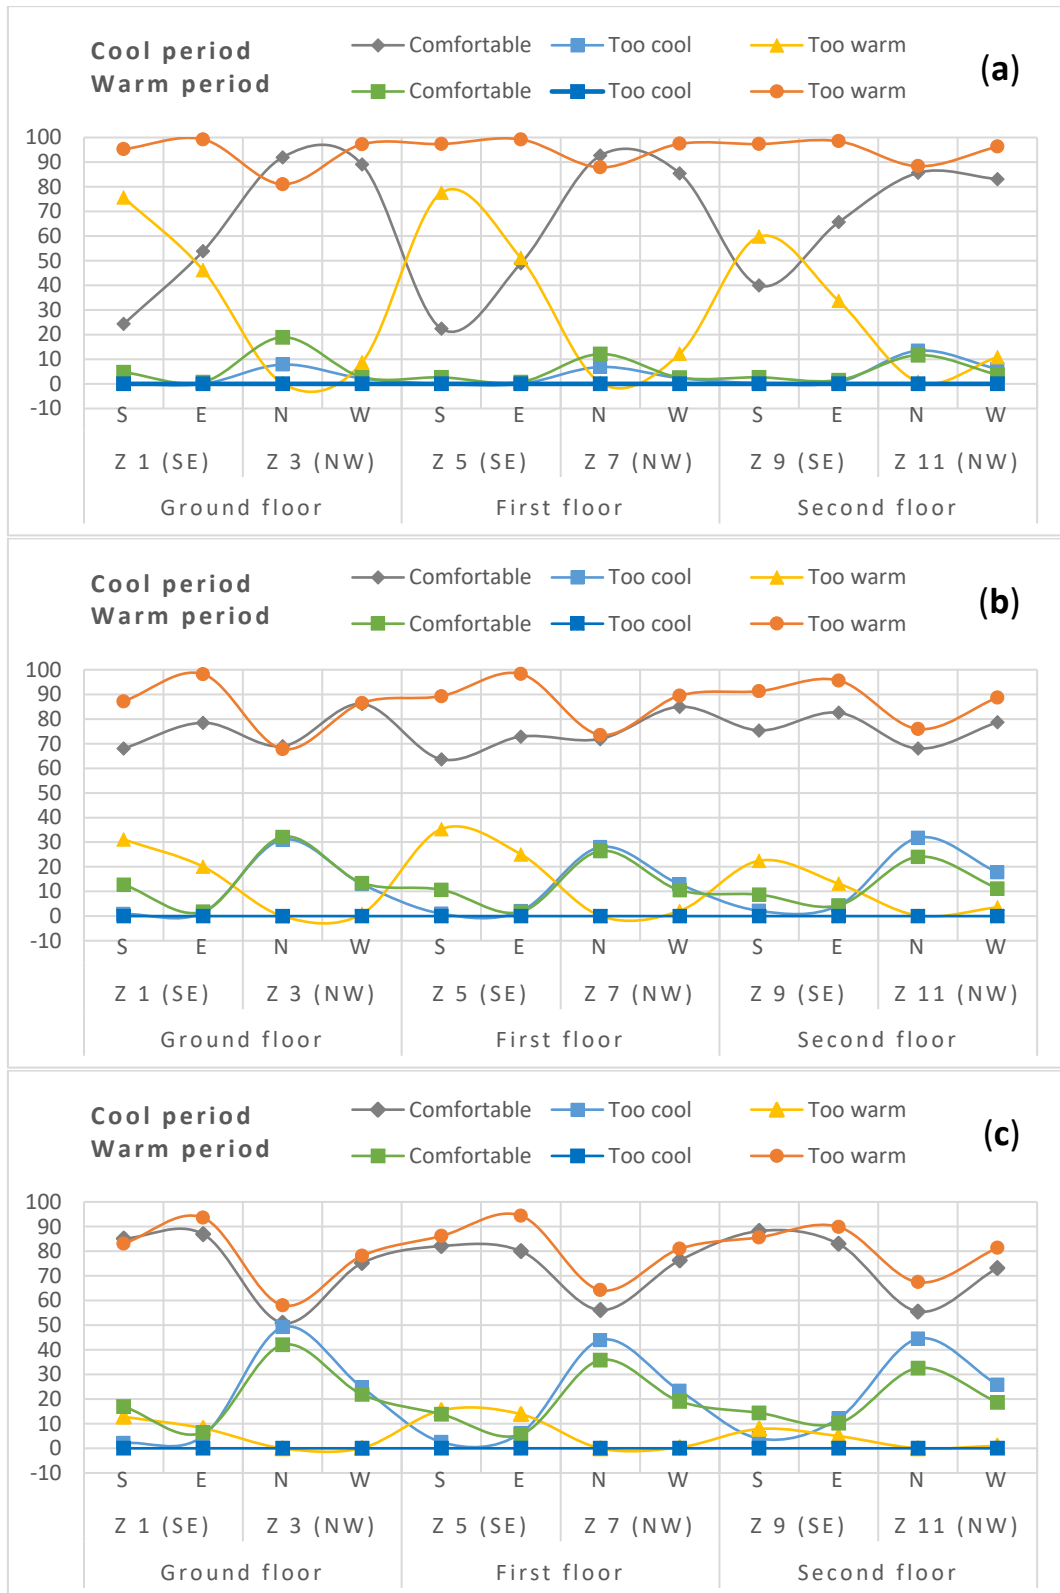 Cool period Comfortable Too cool Too warm (a)
Warm period Comfortable Too cool Too warm
100
90
80
70
60
50
40
30
20
10
0
-10
S E N W S E N W S E N W
Z 1 (SE) Z 3 (NW) Z 5 (SE) Z 7 (NW) Z 9 (SE) Z 11 (NW)
Ground floor First floor Second floor
Cool period Comfortable Too cool Too warm (b)
Warm period Comfortable Too cool Too warm
100
90
80
70
60
50
40
30
20
10
0
-10
S E N W S E N W S E N W
Z 1 (SE) Z 3 (NW) Z 5 (SE) Z 7 (NW) Z 9 (SE) Z 11 (NW)
Ground floor First floor Second floor
Cool period Comfortable Too cool Too warm (c)
Warm period Comfortable Too cool Too warm
100
90
80
70
60
50
40
30
20
10
0
-10
S E N W S E N W S E N W
Z 1 (SE) Z 3 (NW) Z 5 (SE) Z 7 (NW) Z 9 (SE) Z 11 (NW)
Ground floor First floor Second floor